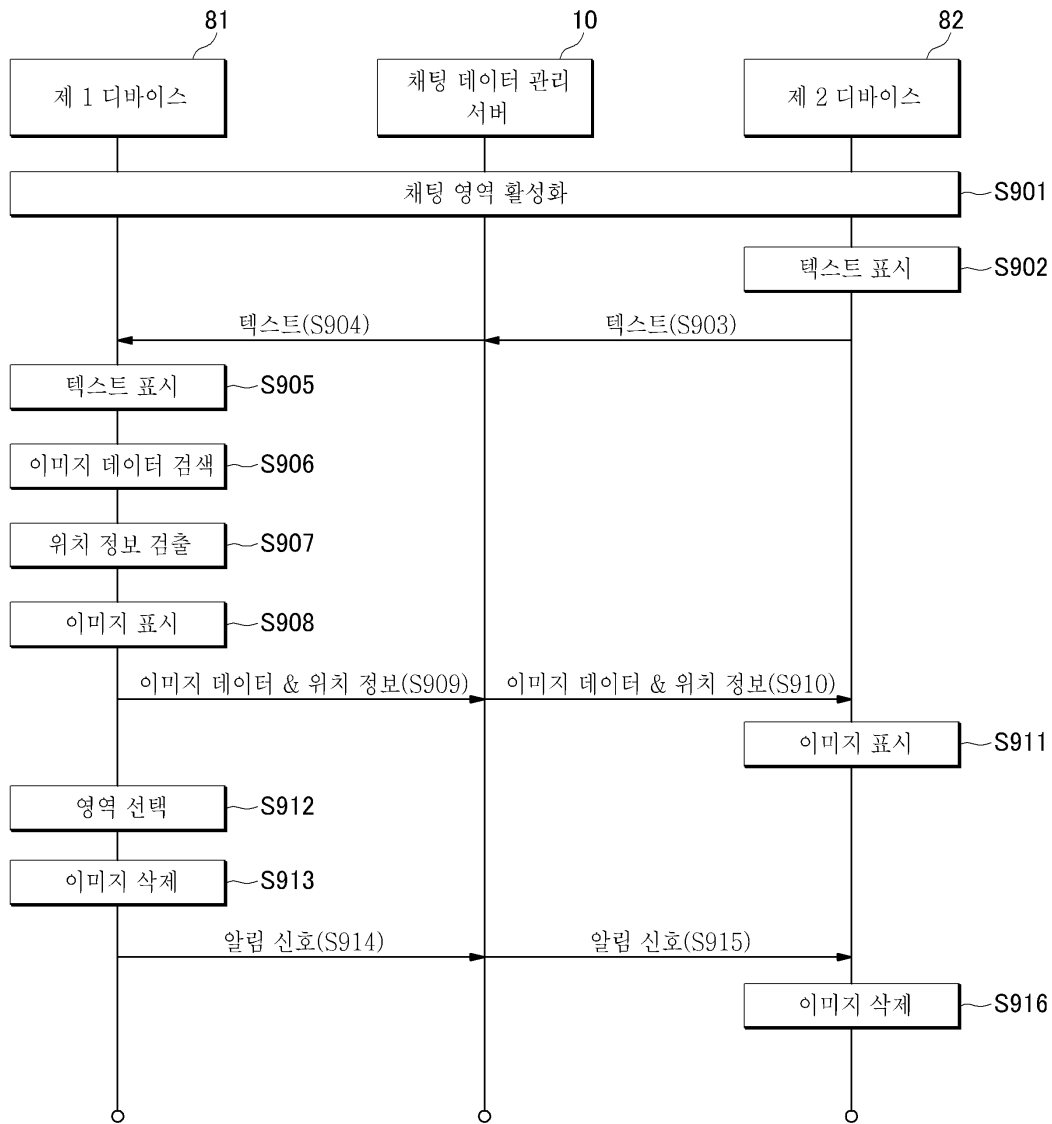 81
10
82
제 1 디바이스
채팅 데이터 관리
서버
제 2 디바이스
채팅 영역 활성화
S901
텍스트 표시
S902
텍스트(S904)
텍스트(S903)
텍스트 표시
S905
이미지 데이터 검색
S906
위치 정보 검출
S907
이미지 표시
S908
이미지 데이터 & 위치 정보(S909)
이미지 데이터 & 위치 정보(S910)
이미지 표시
S911
영역 선택
S912
이미지 삭제
S913
알림 신호(S914)
알림 신호(S915)
이미지 삭제
S916